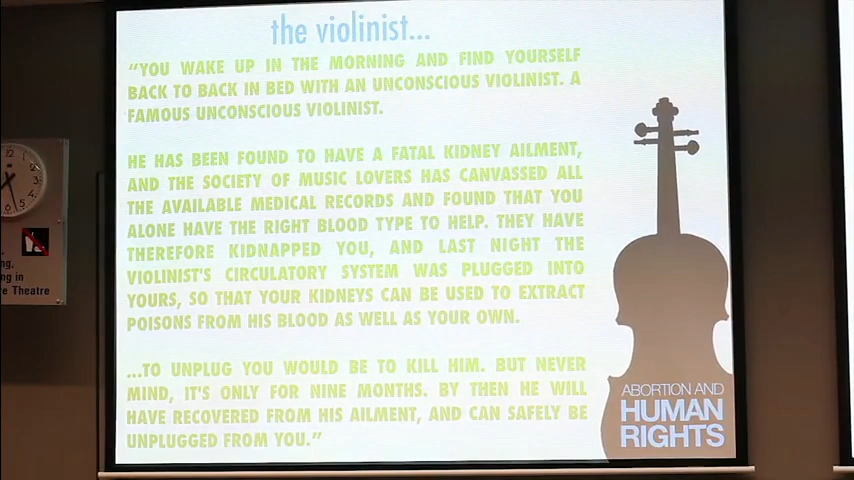 the violinist...
“YOU WAKE UP IN THE MORNING AND FIND YOURSELF
BACK TO BACK IN BED WITH AN UNCONSCIOUS VIOLINIST. A
FAMOUS UNCONSCIOUS VIOLINIST.
HE HAS BEEN FOUND TO HAVE A FATAL KIDNEY AILMENT,
AND THE SOCIETY OF MUSIC LOVERS HAS CANVASSED ALL
THE AVAILABLE MEDICAL RECORDS AND FOUND THAT YOU
ALONE HAVE THE RIGHT BLOOD TYPE TO HELP. THEY HAVE
THEREFORE KIDNAPPED YOU, AND LAST NIGHT THE
VIOLINIST'S CIRCULATORY SYSTEM WAS PLUGGED INTO
YOURS, SO THAT YOUR KIDNEYS CAN BE USED TO EXTRACT
POISONS FROM HIS BLOOD AS WELL AS YOUR OWN.
...TO UNPLUG YOU WOULD BE TO KILL HIM. BUT NEVER
MIND, IT'S ONLY FOR NINE MONTHS. BY THEN HE WILL
HAVE RECOVERED FROM HIS AILMENT, AND CAN SAFELY BE
UNPLUGGED FROM YOU.”
ABORTION AND
HUMAN
RIGHTS
ng.
ng in
e Theatre